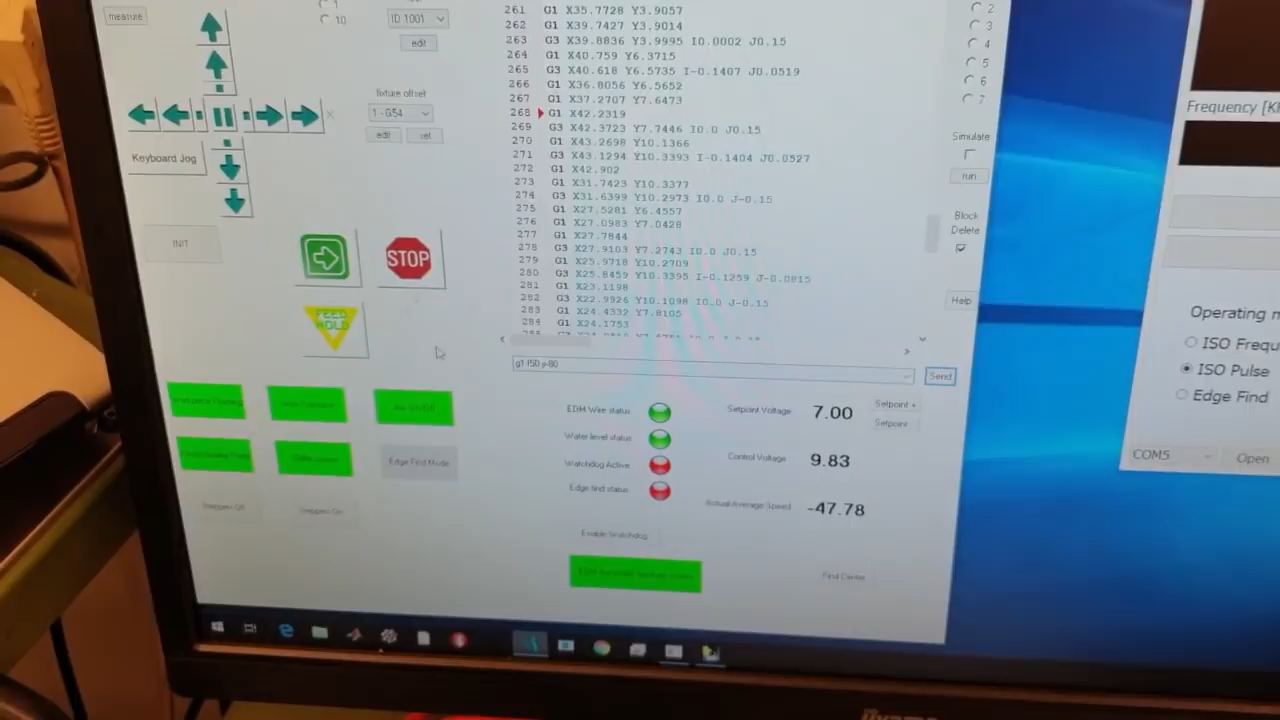 measure
10
ID 1001
edit
fixture offset
1 - G54
edit
set
Keyboard Jog
INIT
STOP
FEED
HOLD
Edge Find Mode
261 G1 X35.7728 Y3.9057
262 G1 X39.7427 Y3.9014
263 G3 X39.8836 Y3.9995 I0.0002 J0.15
264 G1 X40.759 Y6.3715
265 G3 X40.618 Y6.5735 I-0.1407 J0.0519
266 G1 X36.8056 Y6.5652
267 G1 X37.2707 Y7.6473
268 G1 X42.2319
269 G3 X42.3723 Y7.7446 I0.0 J0.15
270 G1 X43.2698 Y10.1366
271 G3 X43.1294 Y10.3393 I-0.1404 J0.0527
272 G1 X42.902
273 G1 X31.7423 Y10.3377
274 G3 X31.6399 Y10.2973 I0.0 J-0.15
275 G1 X27.5281 Y6.4557
276 G1 X27.0983 Y7.0428
277 G1 X27.7844
278 G3 X27.9103 Y7.2743 I0.0 J0.15
279 G1 X25.9718 Y10.2709
280 G3 X25.8459 Y10.3395 I-0.1259 J-0.0815
281 G1 X23.1198
282 G3 X22.9926 Y10.1098 I0.0 J-0.15
283 G1 X24.4332 Y7.8105
284 G1 X24.1753
Send
EDM Wire status
Water level status
Watchdog Active
Edge find status
Enable Watchdog
Setpoint Voltage 7.00
Setpoint +
Setpoint
Control Voltage 9.83
Actual Average Speed -47.78
Find Center
2
3
4
5
6
7
Simulate
run
Block
Delete
Help
Frequency [K
Operating m
ISO Frequ
ISO Pulse
Edge Find
COM5
Open